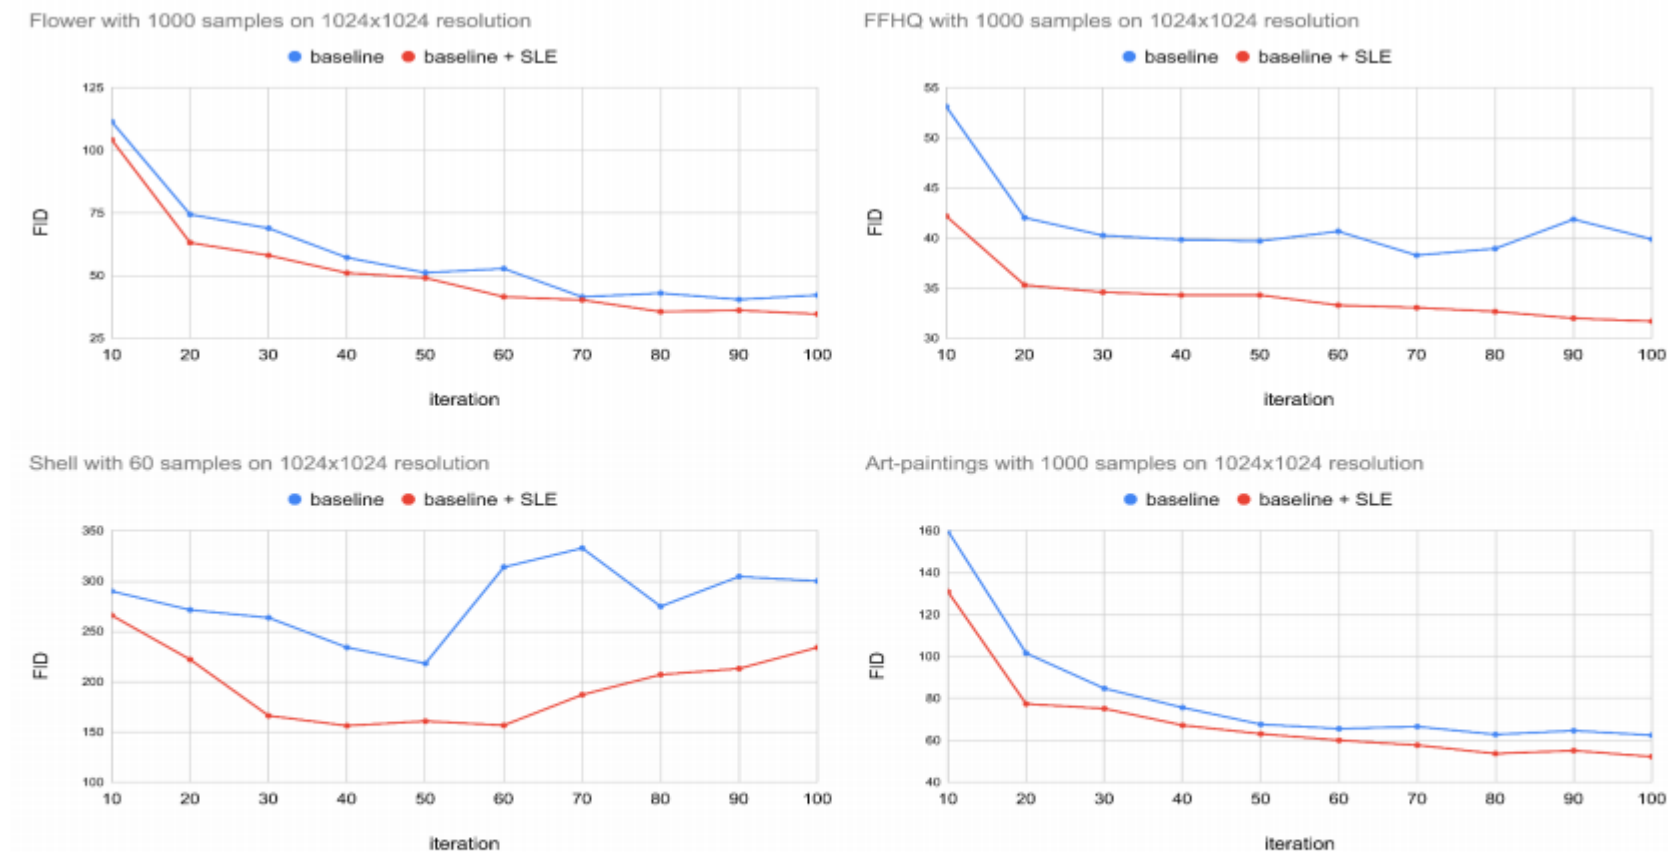 Flower with 1000 samples on 1024x1024 resolution
baseline baseline + SLE
125
100
75
50
25
FID
10 20 30 40 50 60 70 80 90 100
iteration
FFHQ with 1000 samples on 1024x1024 resolution
baseline baseline + SLE
55
50
45
40
35
30
FID
10 20 30 40 50 60 70 80 90 100
iteration
Shell with 60 samples on 1024x1024 resolution
baseline baseline + SLE
350
300
250
200
150
100
FID
10 20 30 40 50 60 70 80 90 100
iteration
Art-paintings with 1000 samples on 1024x1024 resolution
baseline baseline + SLE
160
140
120
100
80
60
40
FID
10 20 30 40 50 60 70 80 90 100
iteration